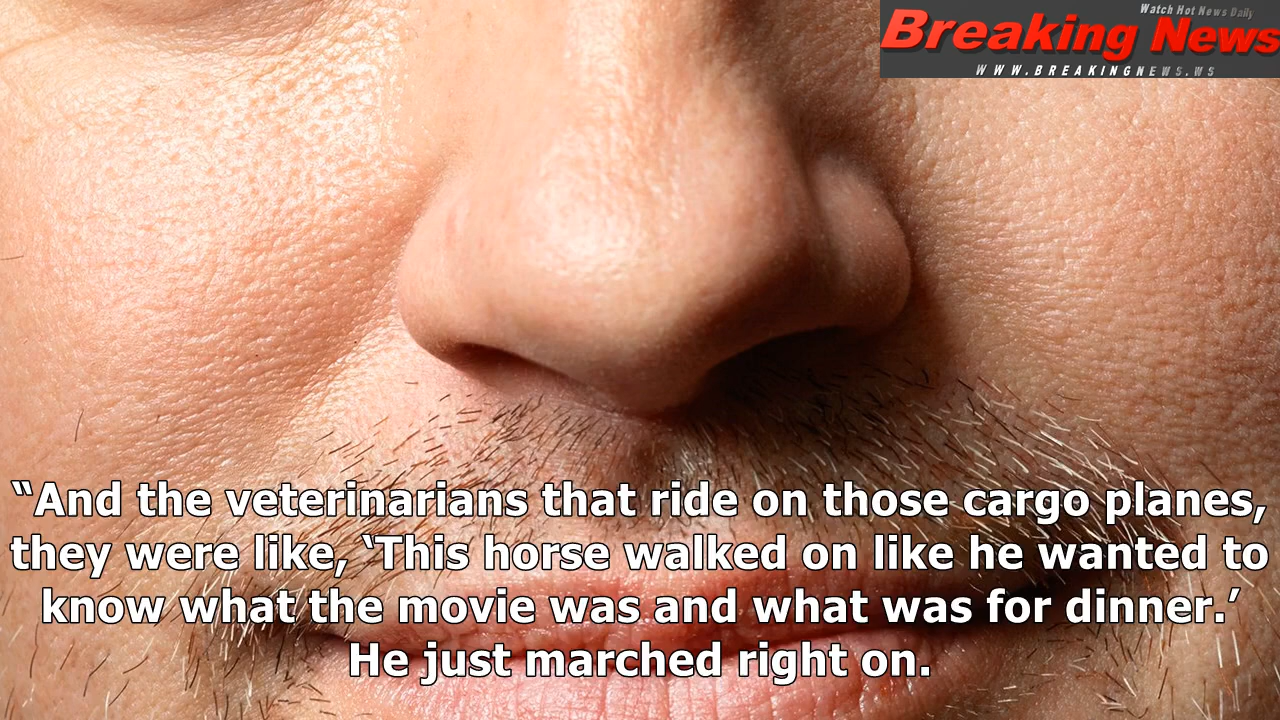 Watch Hot News Daily
Breaking News
WWW.BREAKINGNEWS.WS
“And the veterinarians that ride on those cargo planes,
they were like, ‘This horse walked on like he wanted to
know what the movie was and what was for dinner.’
He just marched right on.